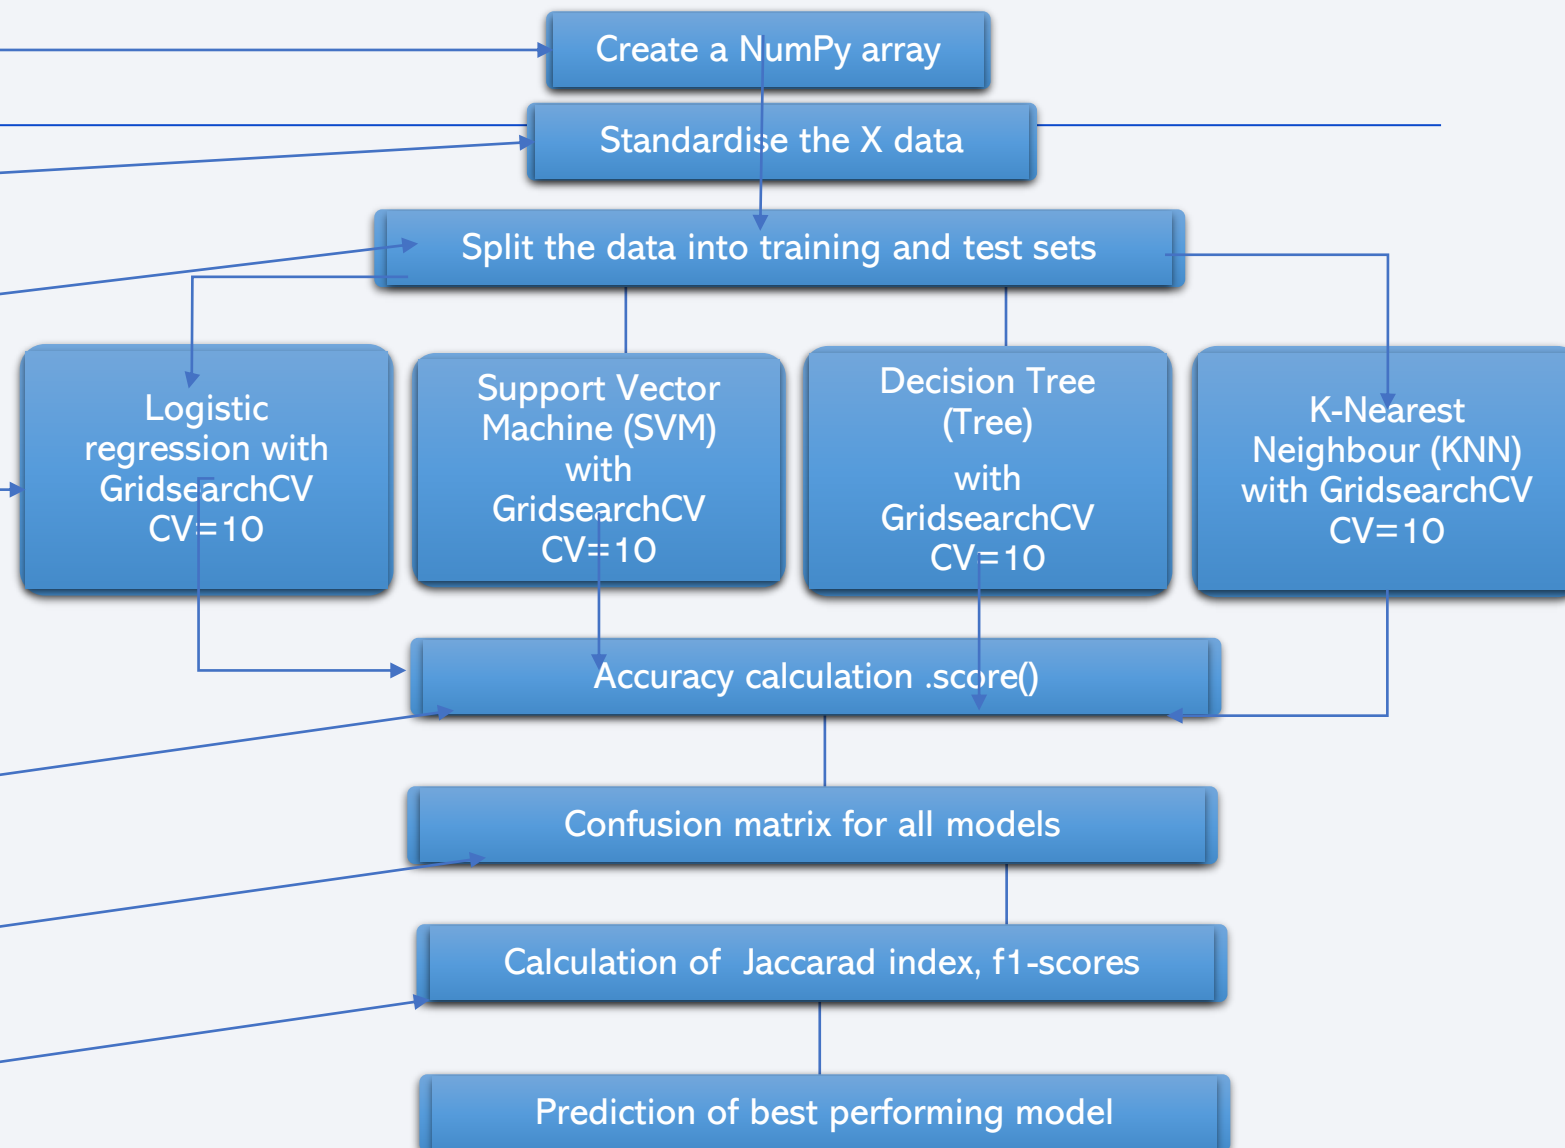 Create a NumPy array
Standardise the X data
Split the data into training and test sets
Logistic
regression with
GridsearchCV
CV=10
Support Vector
Machine (SVM)
with
GridsearchCV
CV=10
Decision Tree
(Tree)
with
GridsearchCV
CV=10
K-Nearest
Neighbour (KNN)
with GridsearchCV
CV=10
Accuracy calculation .score()
Confusion matrix for all models
Calculation of  Jaccarad index, f1-scores
Prediction of best performing model